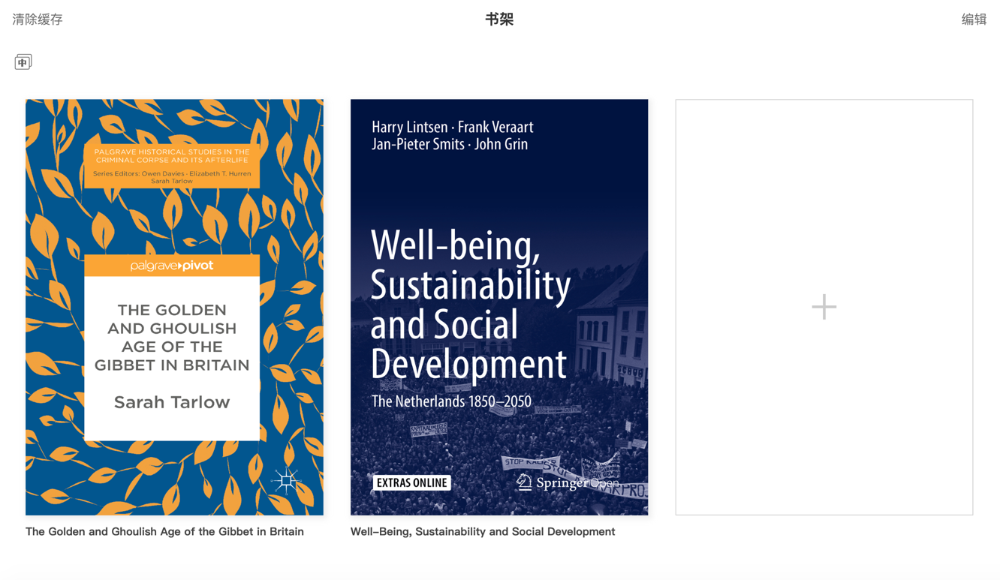 清除缓存
书架
编辑
中
PALGRAVE HISTORICAL STUDIES IN THE
CRIMINAL CORPSE AND ITS AFTERLIFE
Series Editors: Owen Davies · Elizabeth T. Hurren
Sarah Tarlow
palgrave pivot
THE GOLDEN
AND GHOULISH
AGE OF THE
GIBBET IN BRITAIN
Sarah Tarlow
Harry Lintsen · Frank Veraart
Jan-Pieter Smits · John Grin
Well-being,
Sustainability
and Social
Development
The Netherlands 1850–2050
STOP KALKER
EXTRAS ONLINE
Springer Open
The Golden and Ghoulish Age of the Gibbet in Britain
Well-Being, Sustainability and Social Development